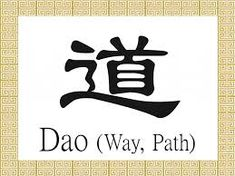 道
Dao (Way, Path)